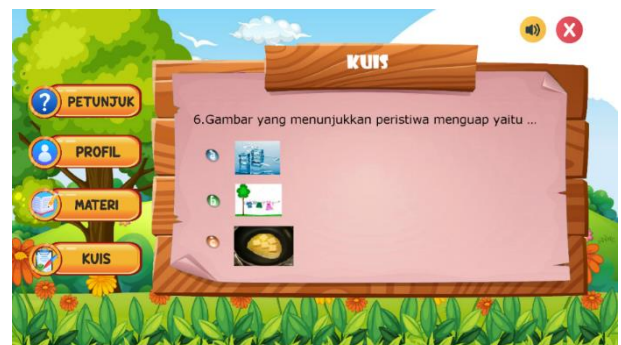 KUIS
PETUNJUK
PROFIL
MATERI
KUIS
6.Gambar yang menunjukkan peristiwa menguap yaitu ...